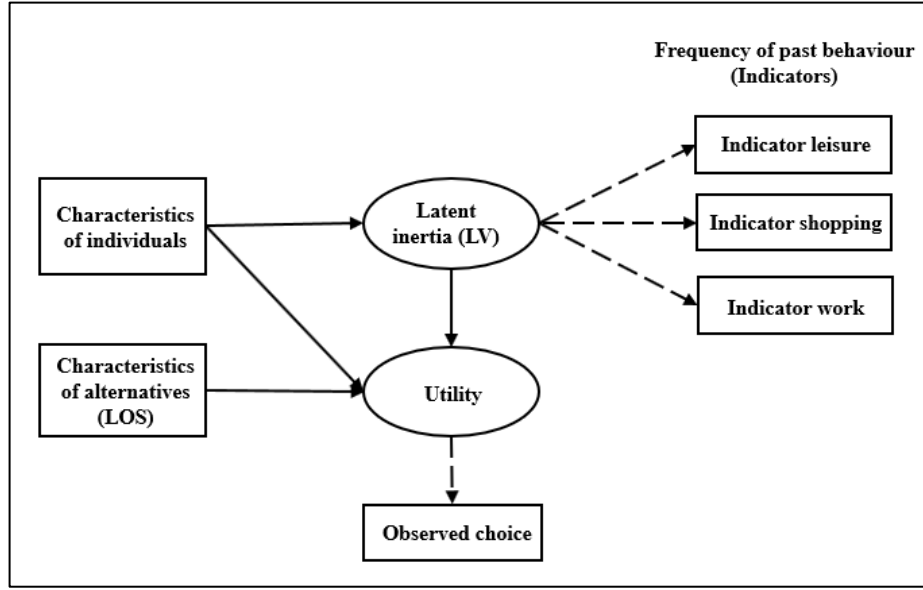 Frequency of past behaviour
(Indicators)
Indicator leisure
Characteristics
of individuals
Latent
inertia (LV)
Indicator shopping
Indicator work
Characteristics
of alternatives
(LOS)
Utility
Observed choice